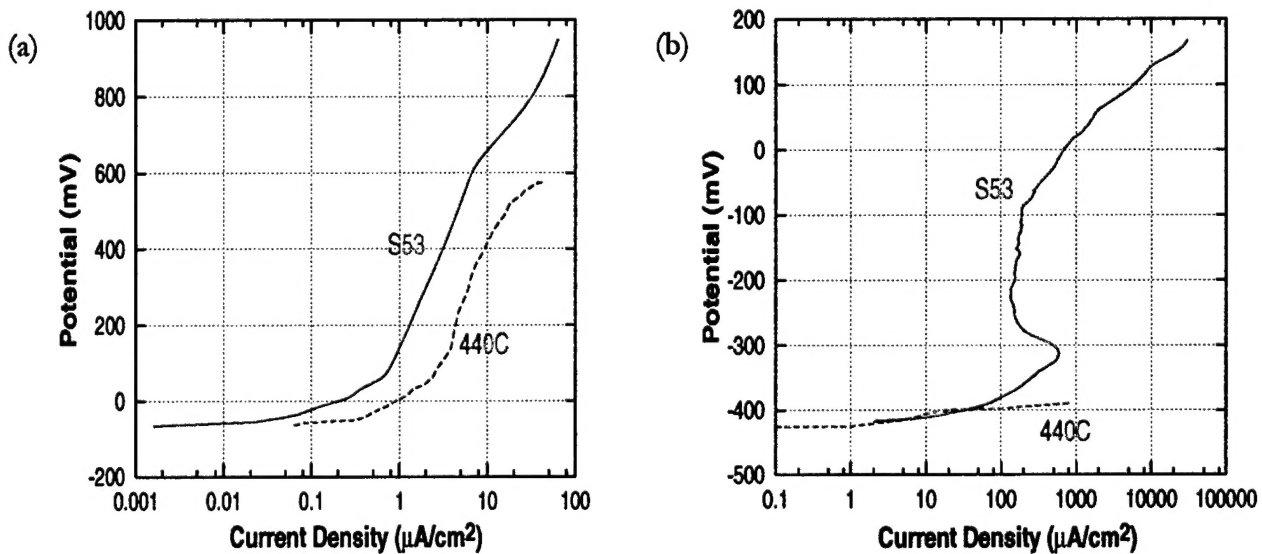 (a)
1000
800
600
400
200
0
-200
Potential (mV)
S53
440C
0.001 0.01 0.1 1 10 100
Current Density (μA/cm²)
(b)
200
100
0
-100
-200
-300
-400
-500
Potential (mV)
S53
440C
0.1 1 10 100 1000 10000 100000
Current Density (μA/cm²)